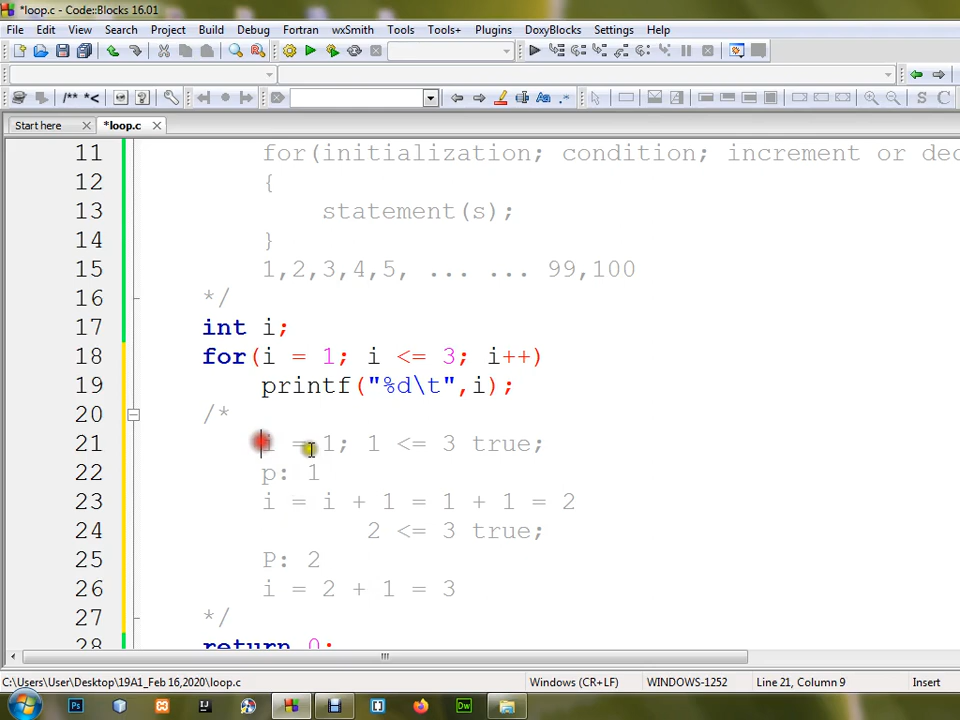 *loop.c - Code::Blocks 16.01
File Edit View Search Project Build Debug Fortran wxSmith Tools Tools+ Plugins DoxyBlocks Settings Help
/** *<
S C
Start here *loop.c
11 for(initialization; condition; increment or dec
12 {
13 statement(s);
14 }
15 1,2,3,4,5, ... ... 99,100
16 */
17 int i;
18 for(i = 1; i <= 3; i++)
19 printf("%d\t",i);
20 /*
21 i = 1; 1 <= 3 true;
22 p: 1
23 i = i + 1 = 1 + 1 = 2
24 2 <= 3 true;
25 P: 2
26 i = 2 + 1 = 3
27 */
28 return 0;
C:\Users\User\Desktop\19A1_Feb 16,2020\loop.c Windows (CR+LF) WINDOWS-1252 Line 21, Column 9 Insert
Ps IJ Dw